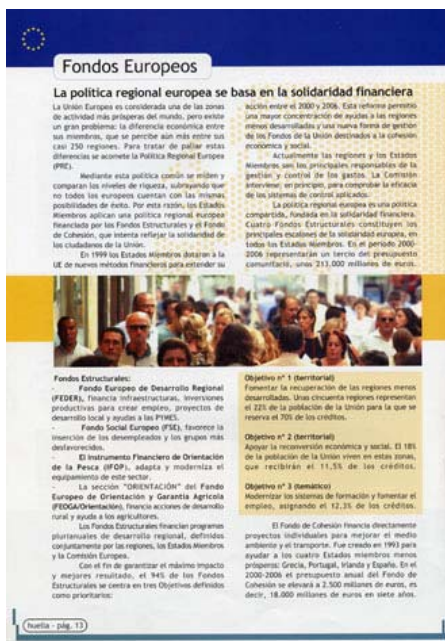 Fondos Europeos
La política regional europea se basa en la solidaridad financiera
La Unión Europea es considerada una de las zonas
de actividad más prósperas del mundo, pero existe
un gran problema: la diferencia económica entre
sus miembros, que se percibe aún más entre sus
casi 250 regiones. Para tratar de paliar estas
diferencias se acomete la Política Regional Europea
(PRE).
Mediante esta política común se miden y
comparan los niveles de riqueza, subrayando que
no todos los europeos cuentan con las mismas
posibilidades de éxito. Por esta razón, los Estados
Miembros aplican una política regional europea
financiada por los Fondos Estructurales y el Fondo
de Cohesión, que intenta reflejar la solidaridad de
los ciudadanos de la Unión.
En 1999 los Estados Miembros dotaron a la
UE de nuevos métodos financieros para extender su
acción entre el 2000 y 2006. Esta reforma permitió
una mayor concentración de ayudas a las regiones
menos desarrolladas y una nueva forma de gestión
de los Fondos de la Unión destinados a la cohesión
económica y social.
Actualmente las regiones y los Estados
Miembros son los principales responsables de la
gestión y control de los gastos. La Comisión
interviene, en principio, para comprobar la eficacia
de los sistemas de control aplicados.
La política regional europea es una política
compartida, fundada en la solidaridad financiera.
Cuatro Fondos Estructurales constituyen los
principales escalones de la solidaridad europea, en
todos los Estados Miembros. En el periodo 2000-
2006 representarán un tercio del presupuesto
comunitario, unos 213.000 millones de euros.
Fondos Estructurales:
- Fondo Europeo de Desarrollo Regional
(FEDER), financia infraestructuras, inversiones
productivas para crear empleo, proyectos de
desarrollo local y ayudas a las PYMES.
- Fondo Social Europeo (FSE), favorece la
inserción de los desempleados y los grupos más
desfavorecidos.
- El Instrumento Financiero de Orientación
de la Pesca (IFOP), adapta y moderniza el
equipamiento de este sector.
- La sección "ORIENTACIÓN" del Fondo
Europeo de Orientación y Garantía Agrícola
(FEOGA/Orientación), financia acciones de desarrollo
rural y ayuda a los agricultores.
Los Fondos Estructurales financian programas
plurianuales de desarrollo regional, definidos
conjuntamente por las regiones, los Estados Miembros
y la Comisión Europea.
Con el fin de garantizar el máximo impacto
y mejores resultado, el 94% de los Fondos
Estructurales se centra en tres Objetivos definidos
como prioritarios:
Objetivo nº 1 (territorial)
Fomentar la recuperación de las regiones menos
desarrolladas. Unas cincuenta regiones representan
el 22% de la población de la Unión para la que se
reserva el 70% de los créditos.
Objetivo nº 2 (territorial)
Apoyar la reconversión económica y social. El 18%
de la población de la Unión viven en estas zonas,
que recibirán el 11,5% de los créditos.
Objetivo nº 3 (temático)
Modernizar los sistemas de formación y fomentar el
empleo, asignando el 12,3% de los créditos.
El Fondo de Cohesión financia directamente
proyectos individuales para mejorar el medio
ambiente y el transporte. Fue creado en 1993 para
ayudar a los cuatro Estados miembros menos
prósperos: Grecia, Portugal, Irlanda y España. En el
2000-2006 el presupuesto anual del Fondo de
Cohesión se elevará a 2.500 millones de euros, es
decir, 18.000 millones de euros en siete años.
huella - pág. 13